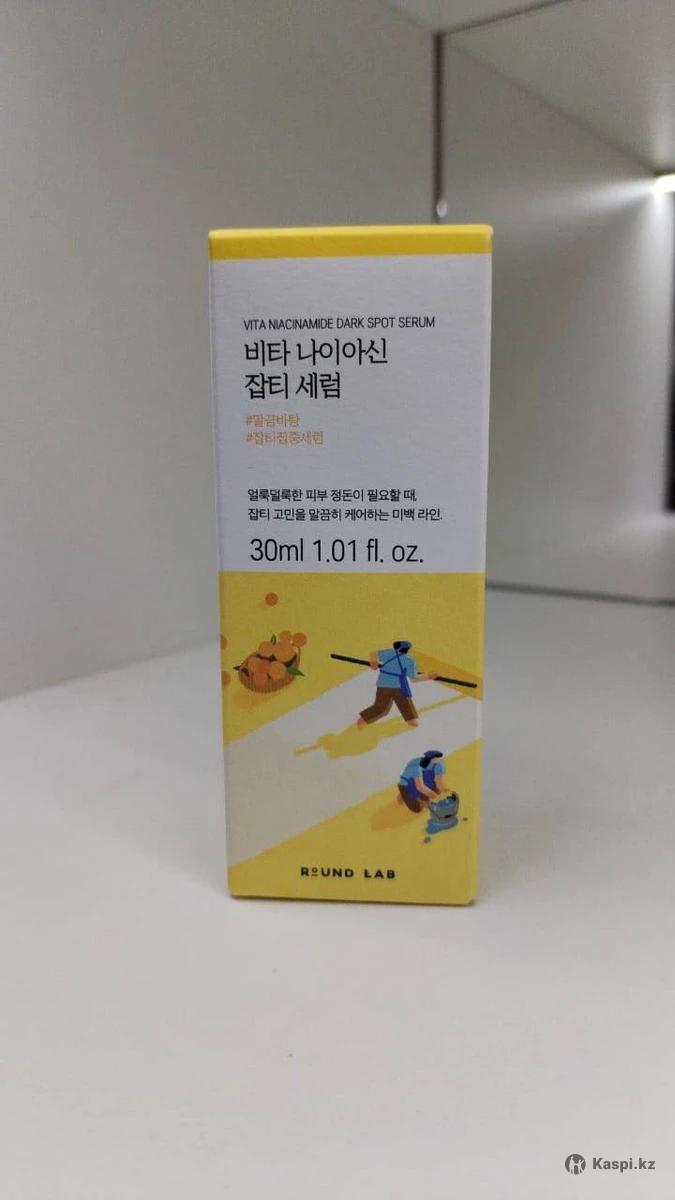 VITA NIACINAMIDE DARK SPOT SERUM
비타 나이아신
잡티 세럼
#말끔바탕
#잡티집중세럼
얼룩덜룩한 피부 정돈이 필요할 때,
잡티 고민을 말끔히 케어하는 미백 라인.
30ml 1.01 fl. oz.
ROUND LAB
Kaspi.kz